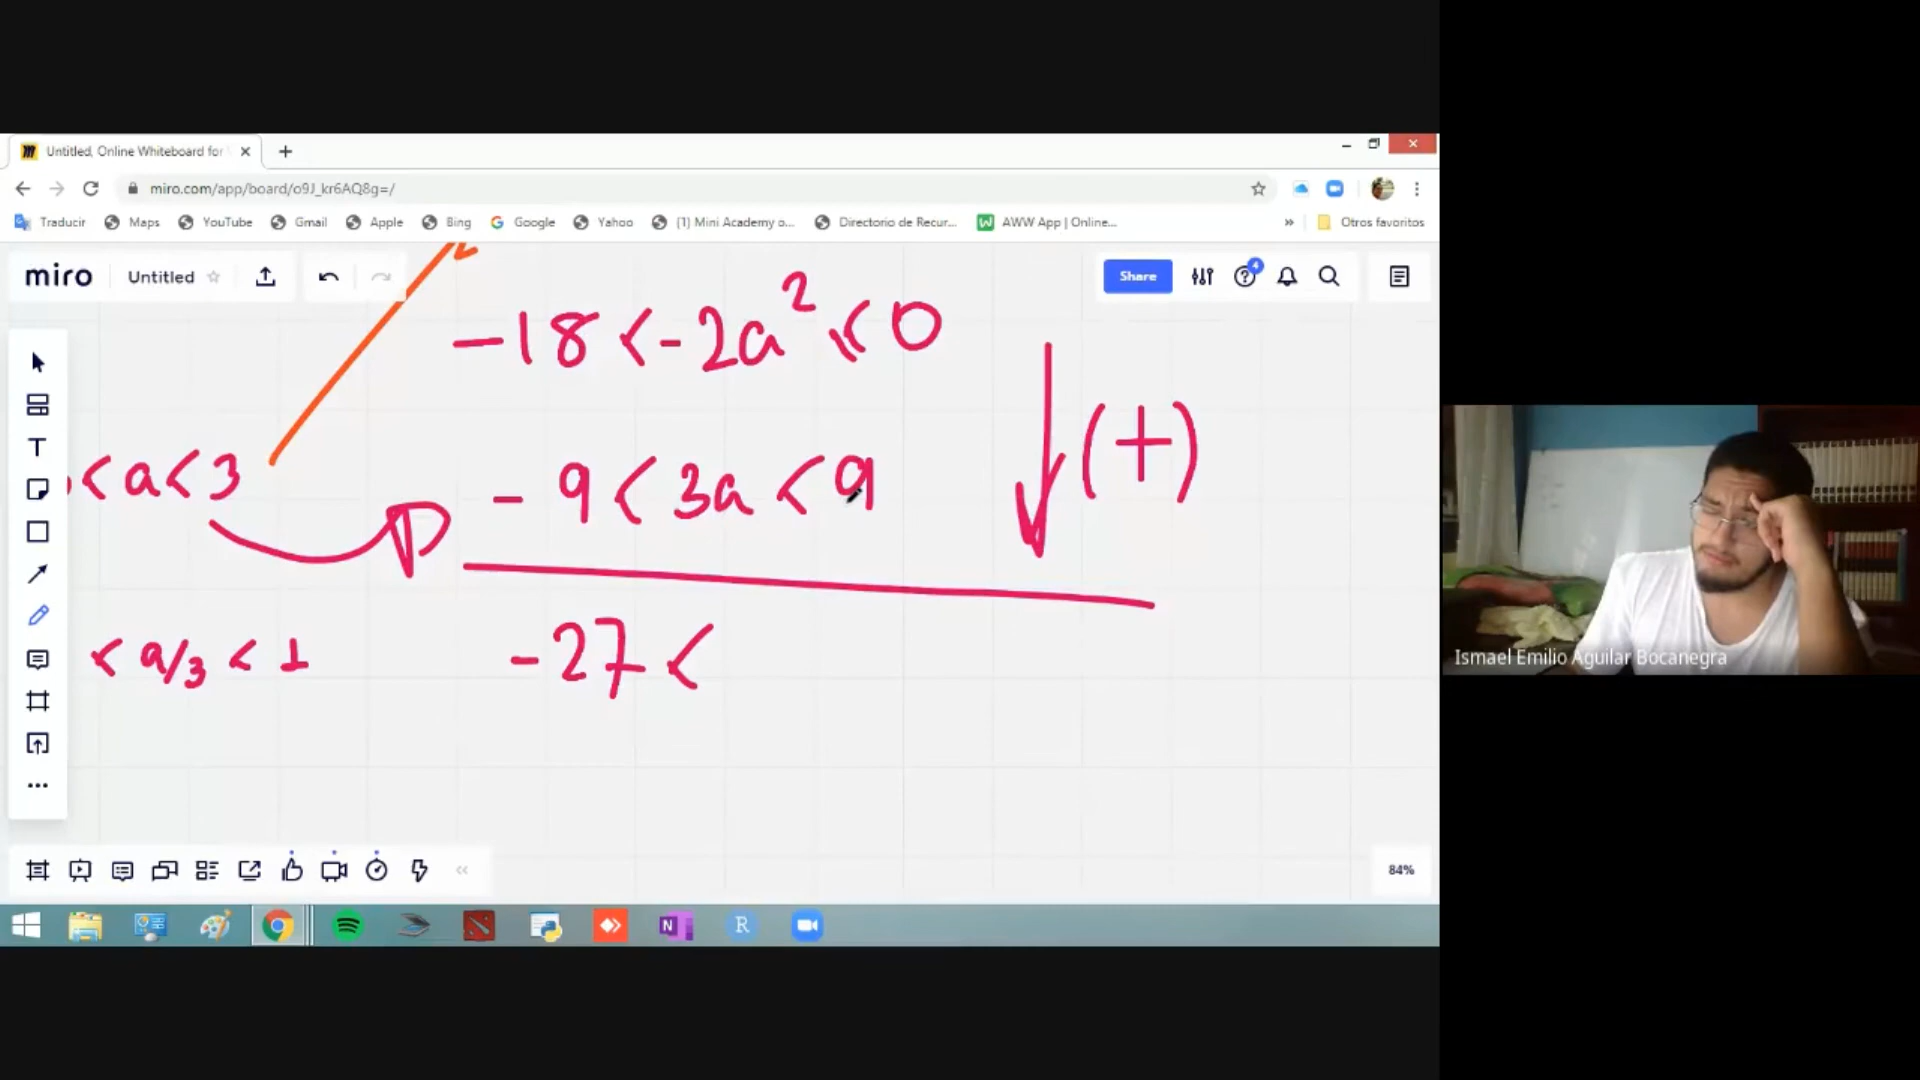 Untitled, Online Whiteboard for
miro.com/app/board/o9J_kr6AQ8g=/
Traducir Maps YouTube Gmail Apple Bing Google Yahoo (1) Mini Academy o... Directorio de Recur... AWW App | Online... » Otros favoritos
miro Untitled Share 4
-18 < -2a² ≤ 0
< a < 3
-9 < 3a < 9
(+)
< a/3 < 1
-27 <
84%
Ismael Emilio Aguilar Bocanegra